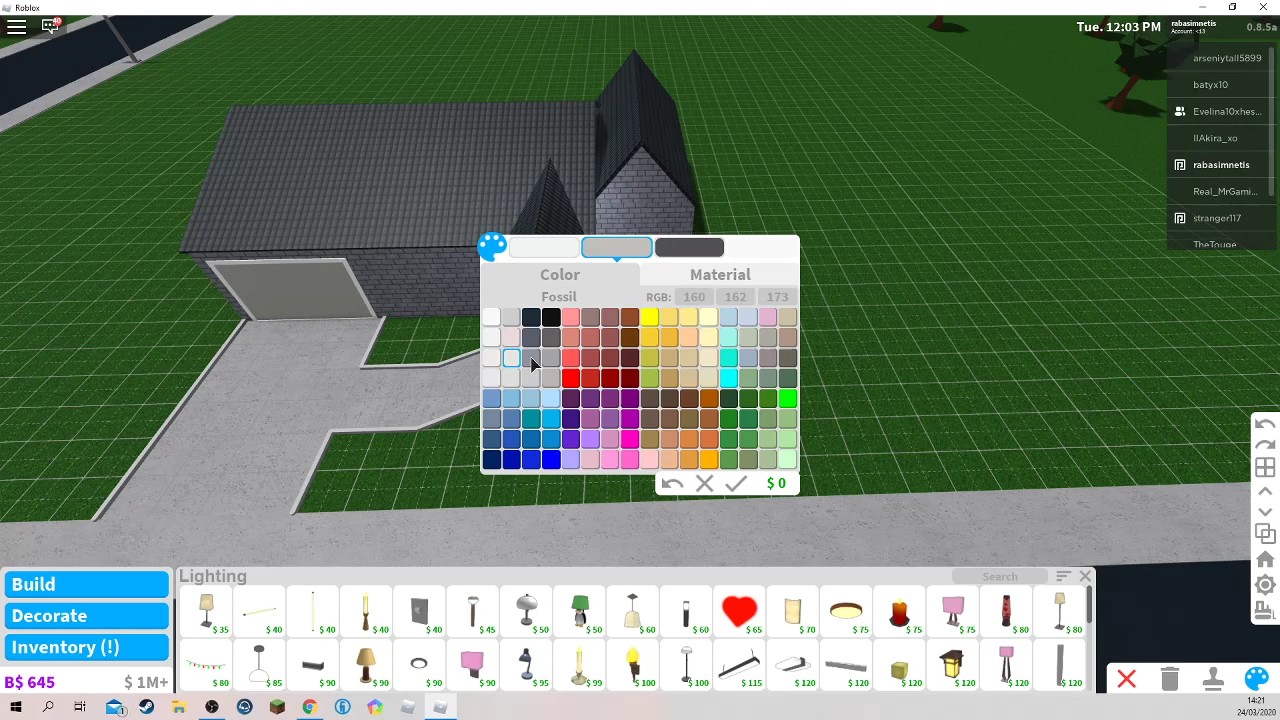 Roblox
40
Tue. 12:03 PM
rabasimnetis
Account: <13
0.8.5a
arseniytall5899
batyx10
Evelina10xhes...
IlAkira_xo
rabasimnetis
Real_MrGami...
stranger117
TheTouge
Color
Material
Fossil
RGB: 160 162 173
$ 0
Lighting
Search
Build
Decorate
Inventory (!)
B$ 645
$ 1M+
$ 35 $ 40 $ 40 $ 40 $ 40 $ 45 $ 50 $ 50 $ 60 $ 60 $ 65 $ 70 $ 75 $ 75 $ 75 $ 80 $ 80
$ 80 $ 85 $ 90 $ 90 $ 90 $ 90 $ 95 $ 99 $ 100 $ 100 $ 115 $ 120 $ 120 $ 120 $ 120 $ 120 $ 120
14:21
24/03/2020